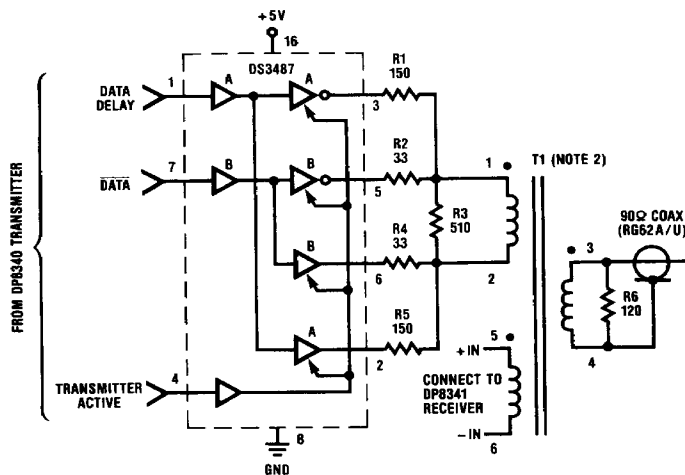 +5V
16
DS3487
DATA DELAY
1
A
A
3
R1
150
DATA
7
B
B
5
R2
33
R3
510
B
6
R4
33
A
2
R5
150
TRANSMITTER ACTIVE
4
8
GND
FROM DP8340 TRANSMITTER
T1 (NOTE 2)
1
2
5
+IN
CONNECT TO
DP8341
RECEIVER
-IN
6
90Ω COAX
(RG62A/U)
3
R6
120
4